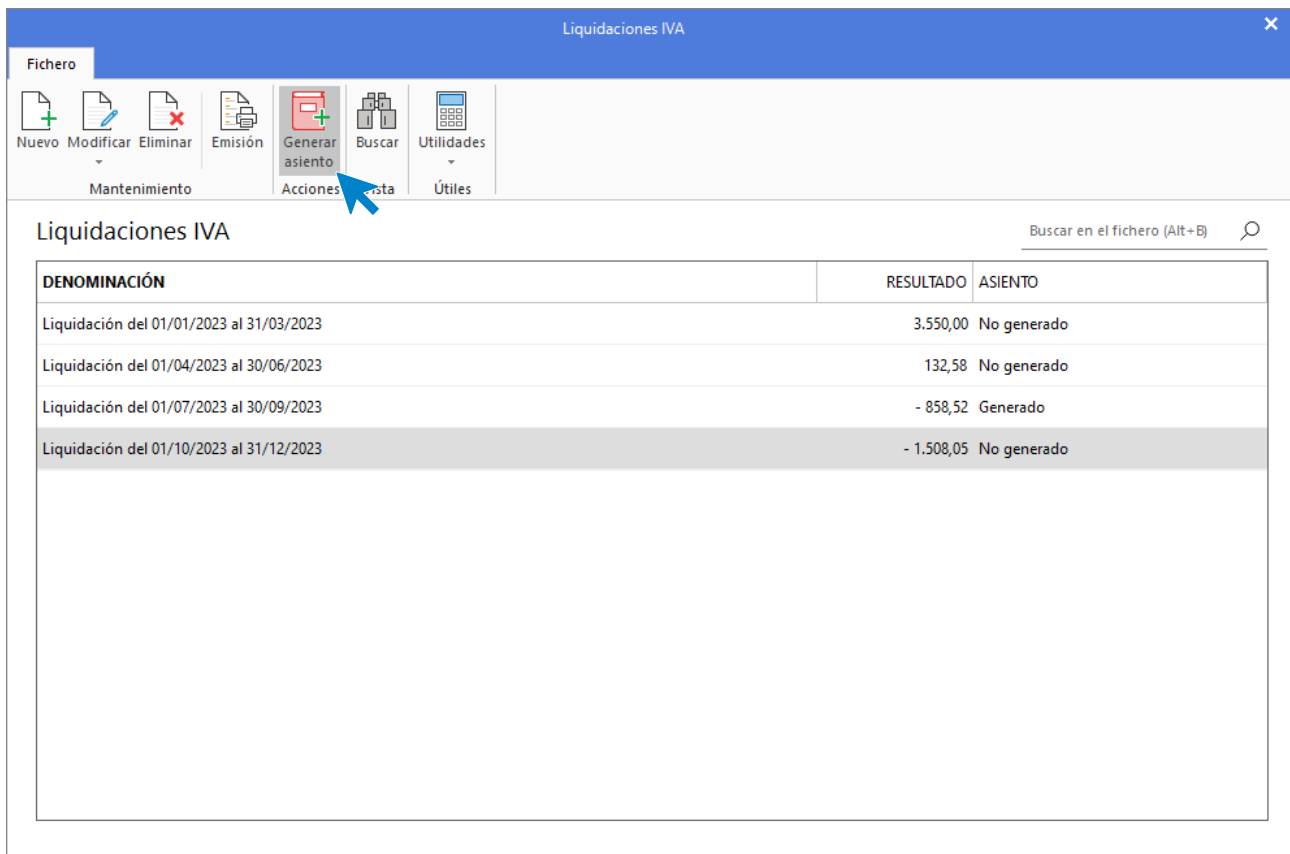 Liquidaciones IVA
Fichero
Nuevo Modificar Eliminar Emisión Generar asiento Buscar Utilidades
Mantenimiento Acciones Útiles
Liquidaciones IVA
Buscar en el fichero (Alt+B)
DENOMINACIÓN RESULTADO ASIENTO
Liquidación del 01/01/2023 al 31/03/2023 3.550,00 No generado
Liquidación del 01/04/2023 al 30/06/2023 132,58 No generado
Liquidación del 01/07/2023 al 30/09/2023 - 858,52 Generado
Liquidación del 01/10/2023 al 31/12/2023 - 1.508,05 No generado